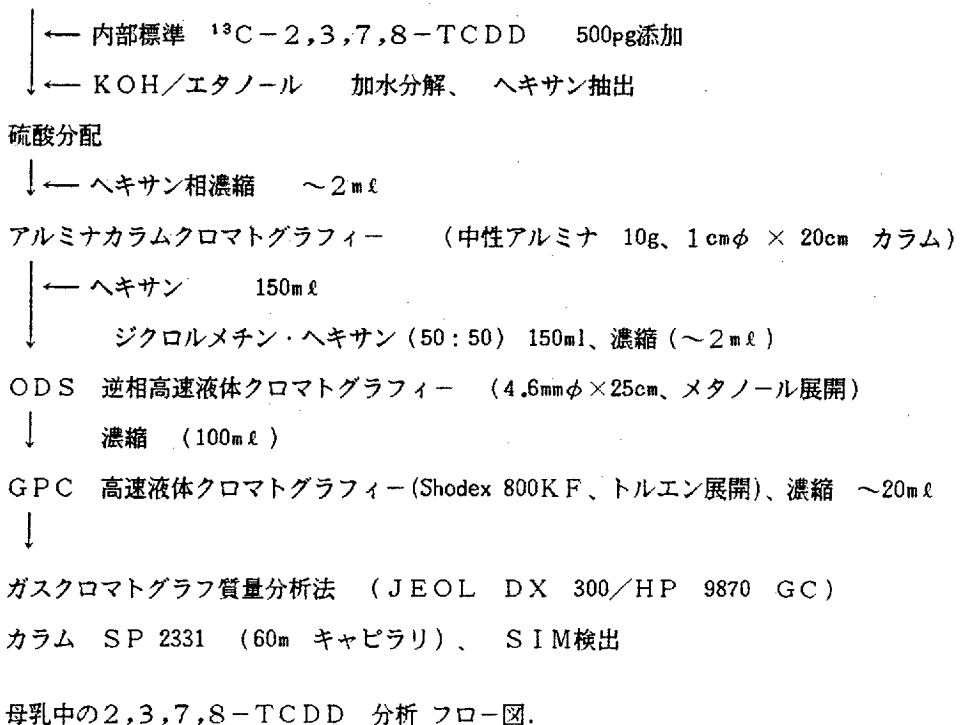 ← 内部標準 ¹³C-2,3,7,8-TCDD 500pg添加
← KOH/エタノール 加水分解、 ヘキサン抽出
硫酸分配
← ヘキサン相濃縮 ~2mℓ
アルミナカラムクロマトグラフィー (中性アルミナ 10g、1cmφ × 20cm カラム)
← ヘキサン 150mℓ
ジクロルメチン・ヘキサン(50:50) 150ml、濃縮(~2mℓ)
ODS 逆相高速液体クロマトグラフィー (4.6mmφ×25cm、メタノール展開)
濃縮 (100mℓ)
GPC 高速液体クロマトグラフィー(Shodex 800KF、トルエン展開)、濃縮 ~20mℓ
ガスクロマトグラフ質量分析法 (JEOL DX 300/HP 9870 GC)
カラム SP 2331 (60m キャピラリ)、 SIM検出
母乳中の2,3,7,8-TCDD 分析 フロー図.